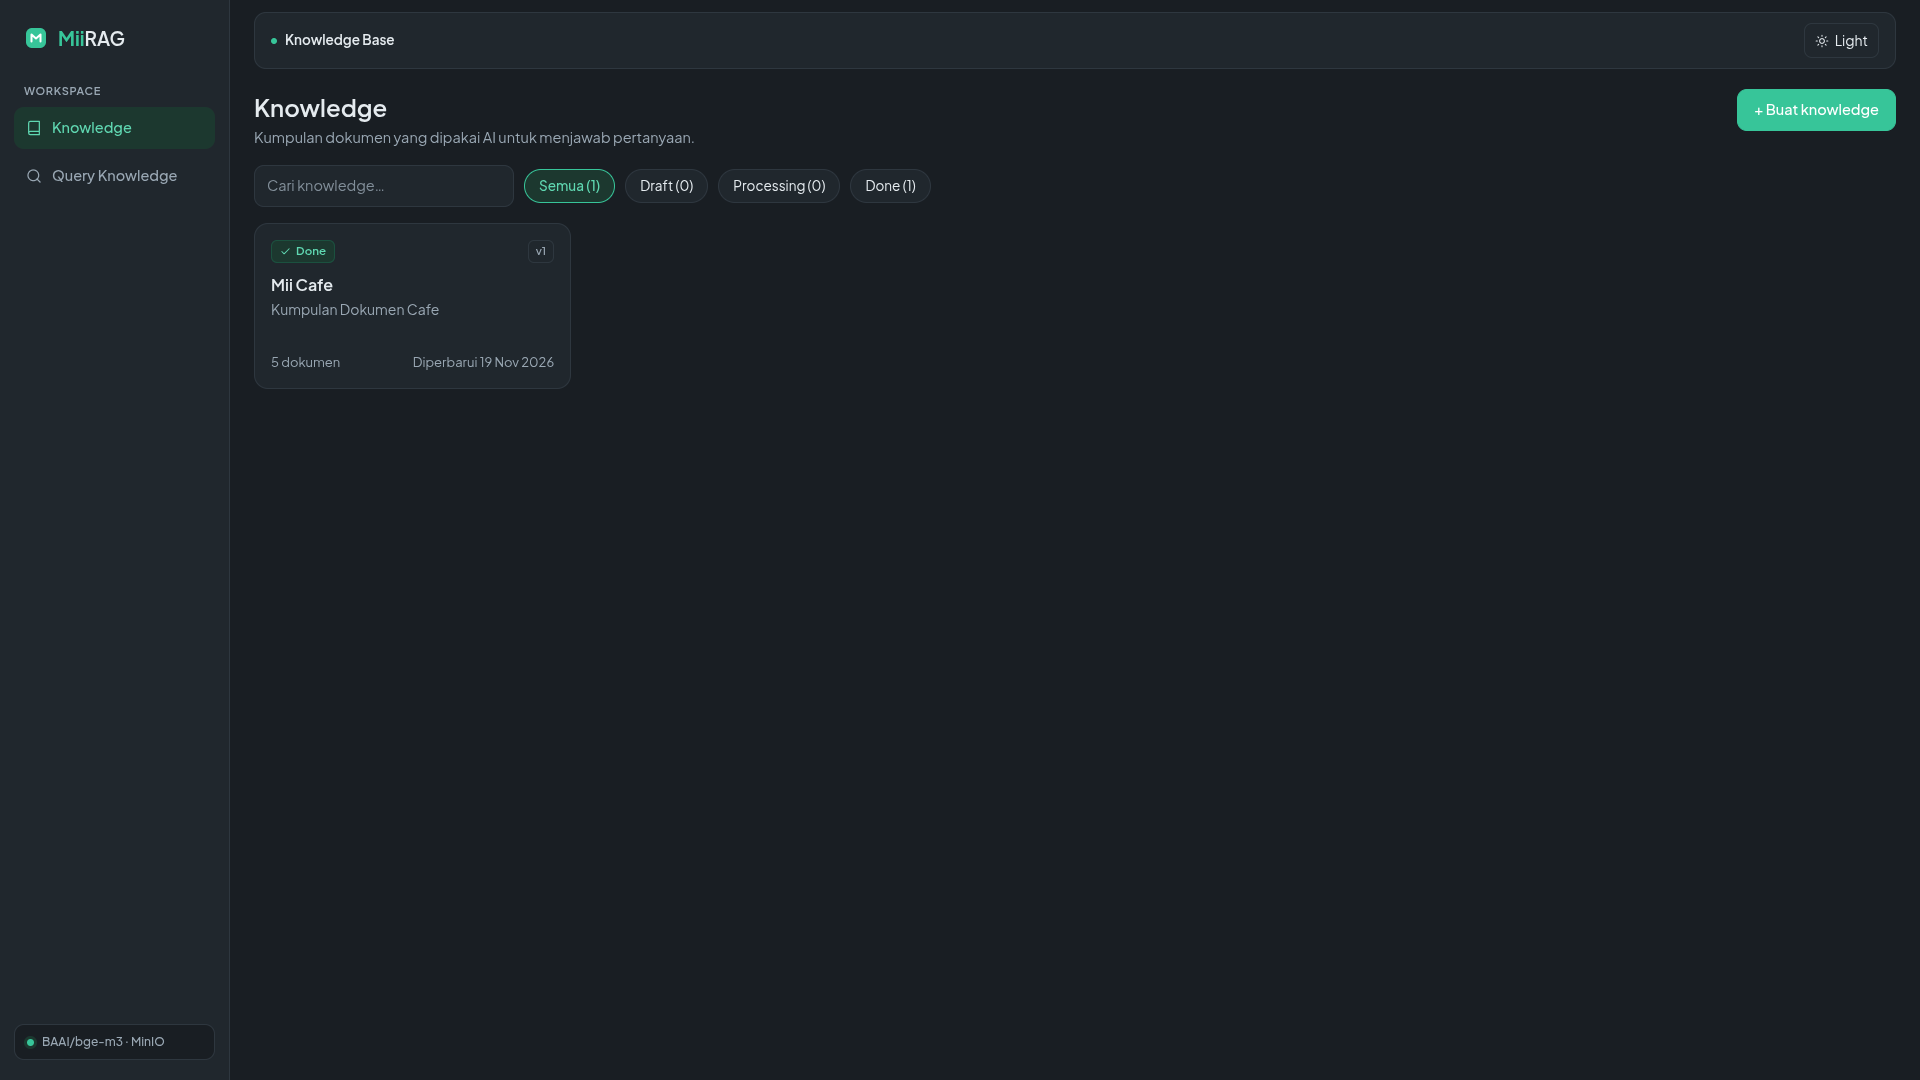 MiiRAG
WORKSPACE
Knowledge
Query Knowledge
BAAI/bge-m3 · MinIO
Knowledge Base
Light
Knowledge
Kumpulan dokumen yang dipakai AI untuk menjawab pertanyaan.
+ Buat knowledge
Cari knowledge...
Semua (1)
Draft (0)
Processing (0)
Done (1)
Done
v1
Mii Cafe
Kumpulan Dokumen Cafe
5 dokumen
Diperbarui 19 Nov 2026